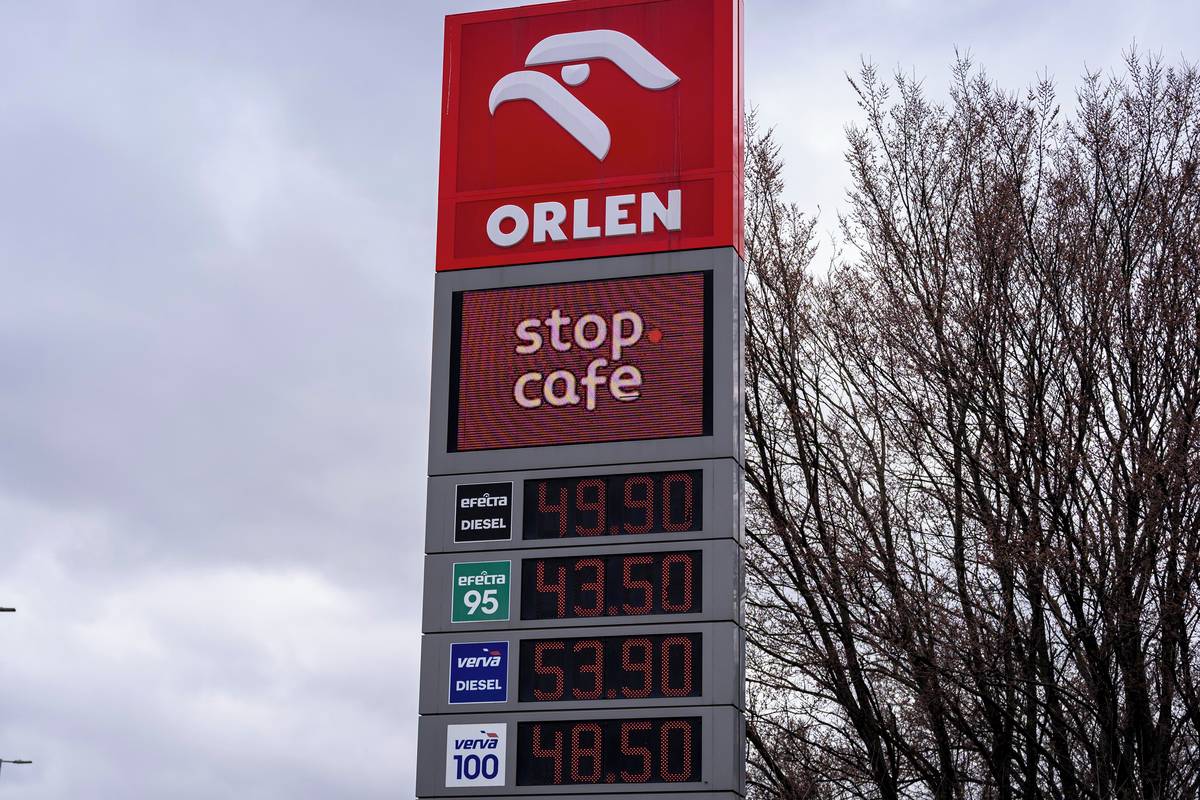 ORLEN
stop.
cafe
efecta
DIESEL
49.90
efecta
95
43.50
verva
DIESEL
53.90
verva
100
48.50